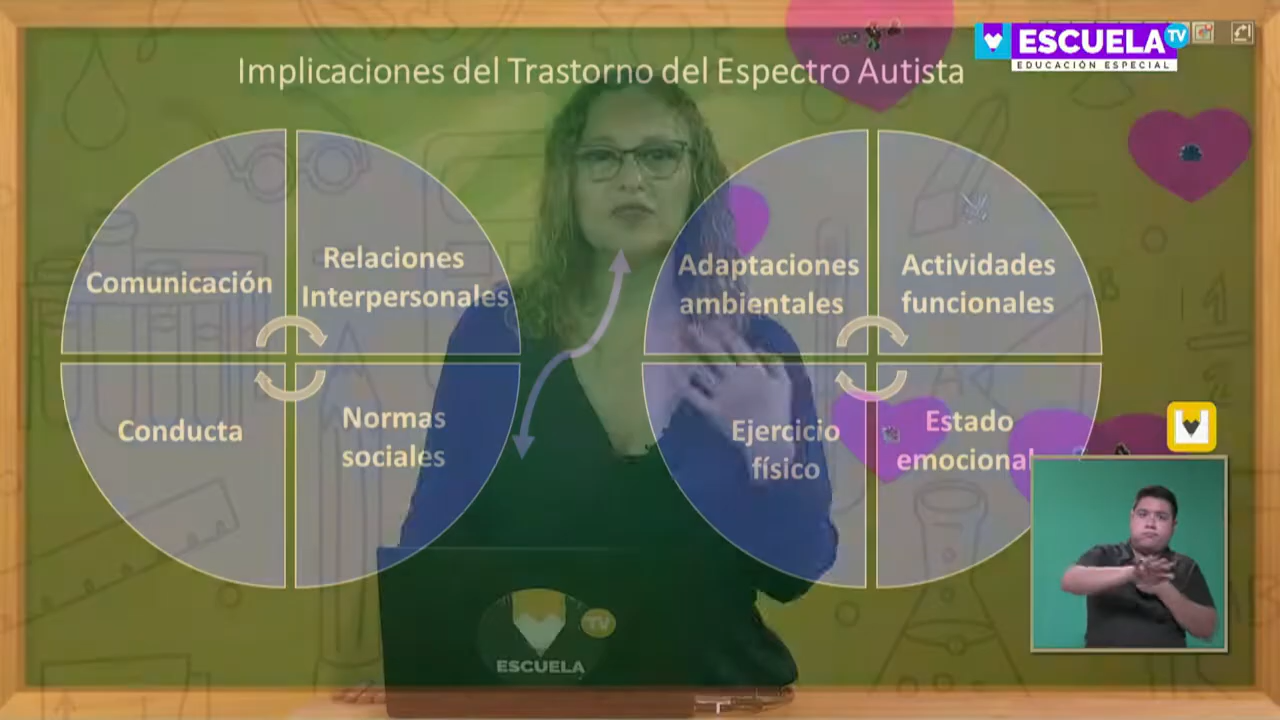 ESCUELA TV
EDUCACIÓN ESPECIAL
Implicaciones del Trastorno del Espectro Autista
Comunicación
Relaciones
Interpersonales
Conducta
Normas
sociales
Adaptaciones
ambientales
Actividades
funcionales
Ejercicio
físico
Estado
emocional
TV
ESCUELA